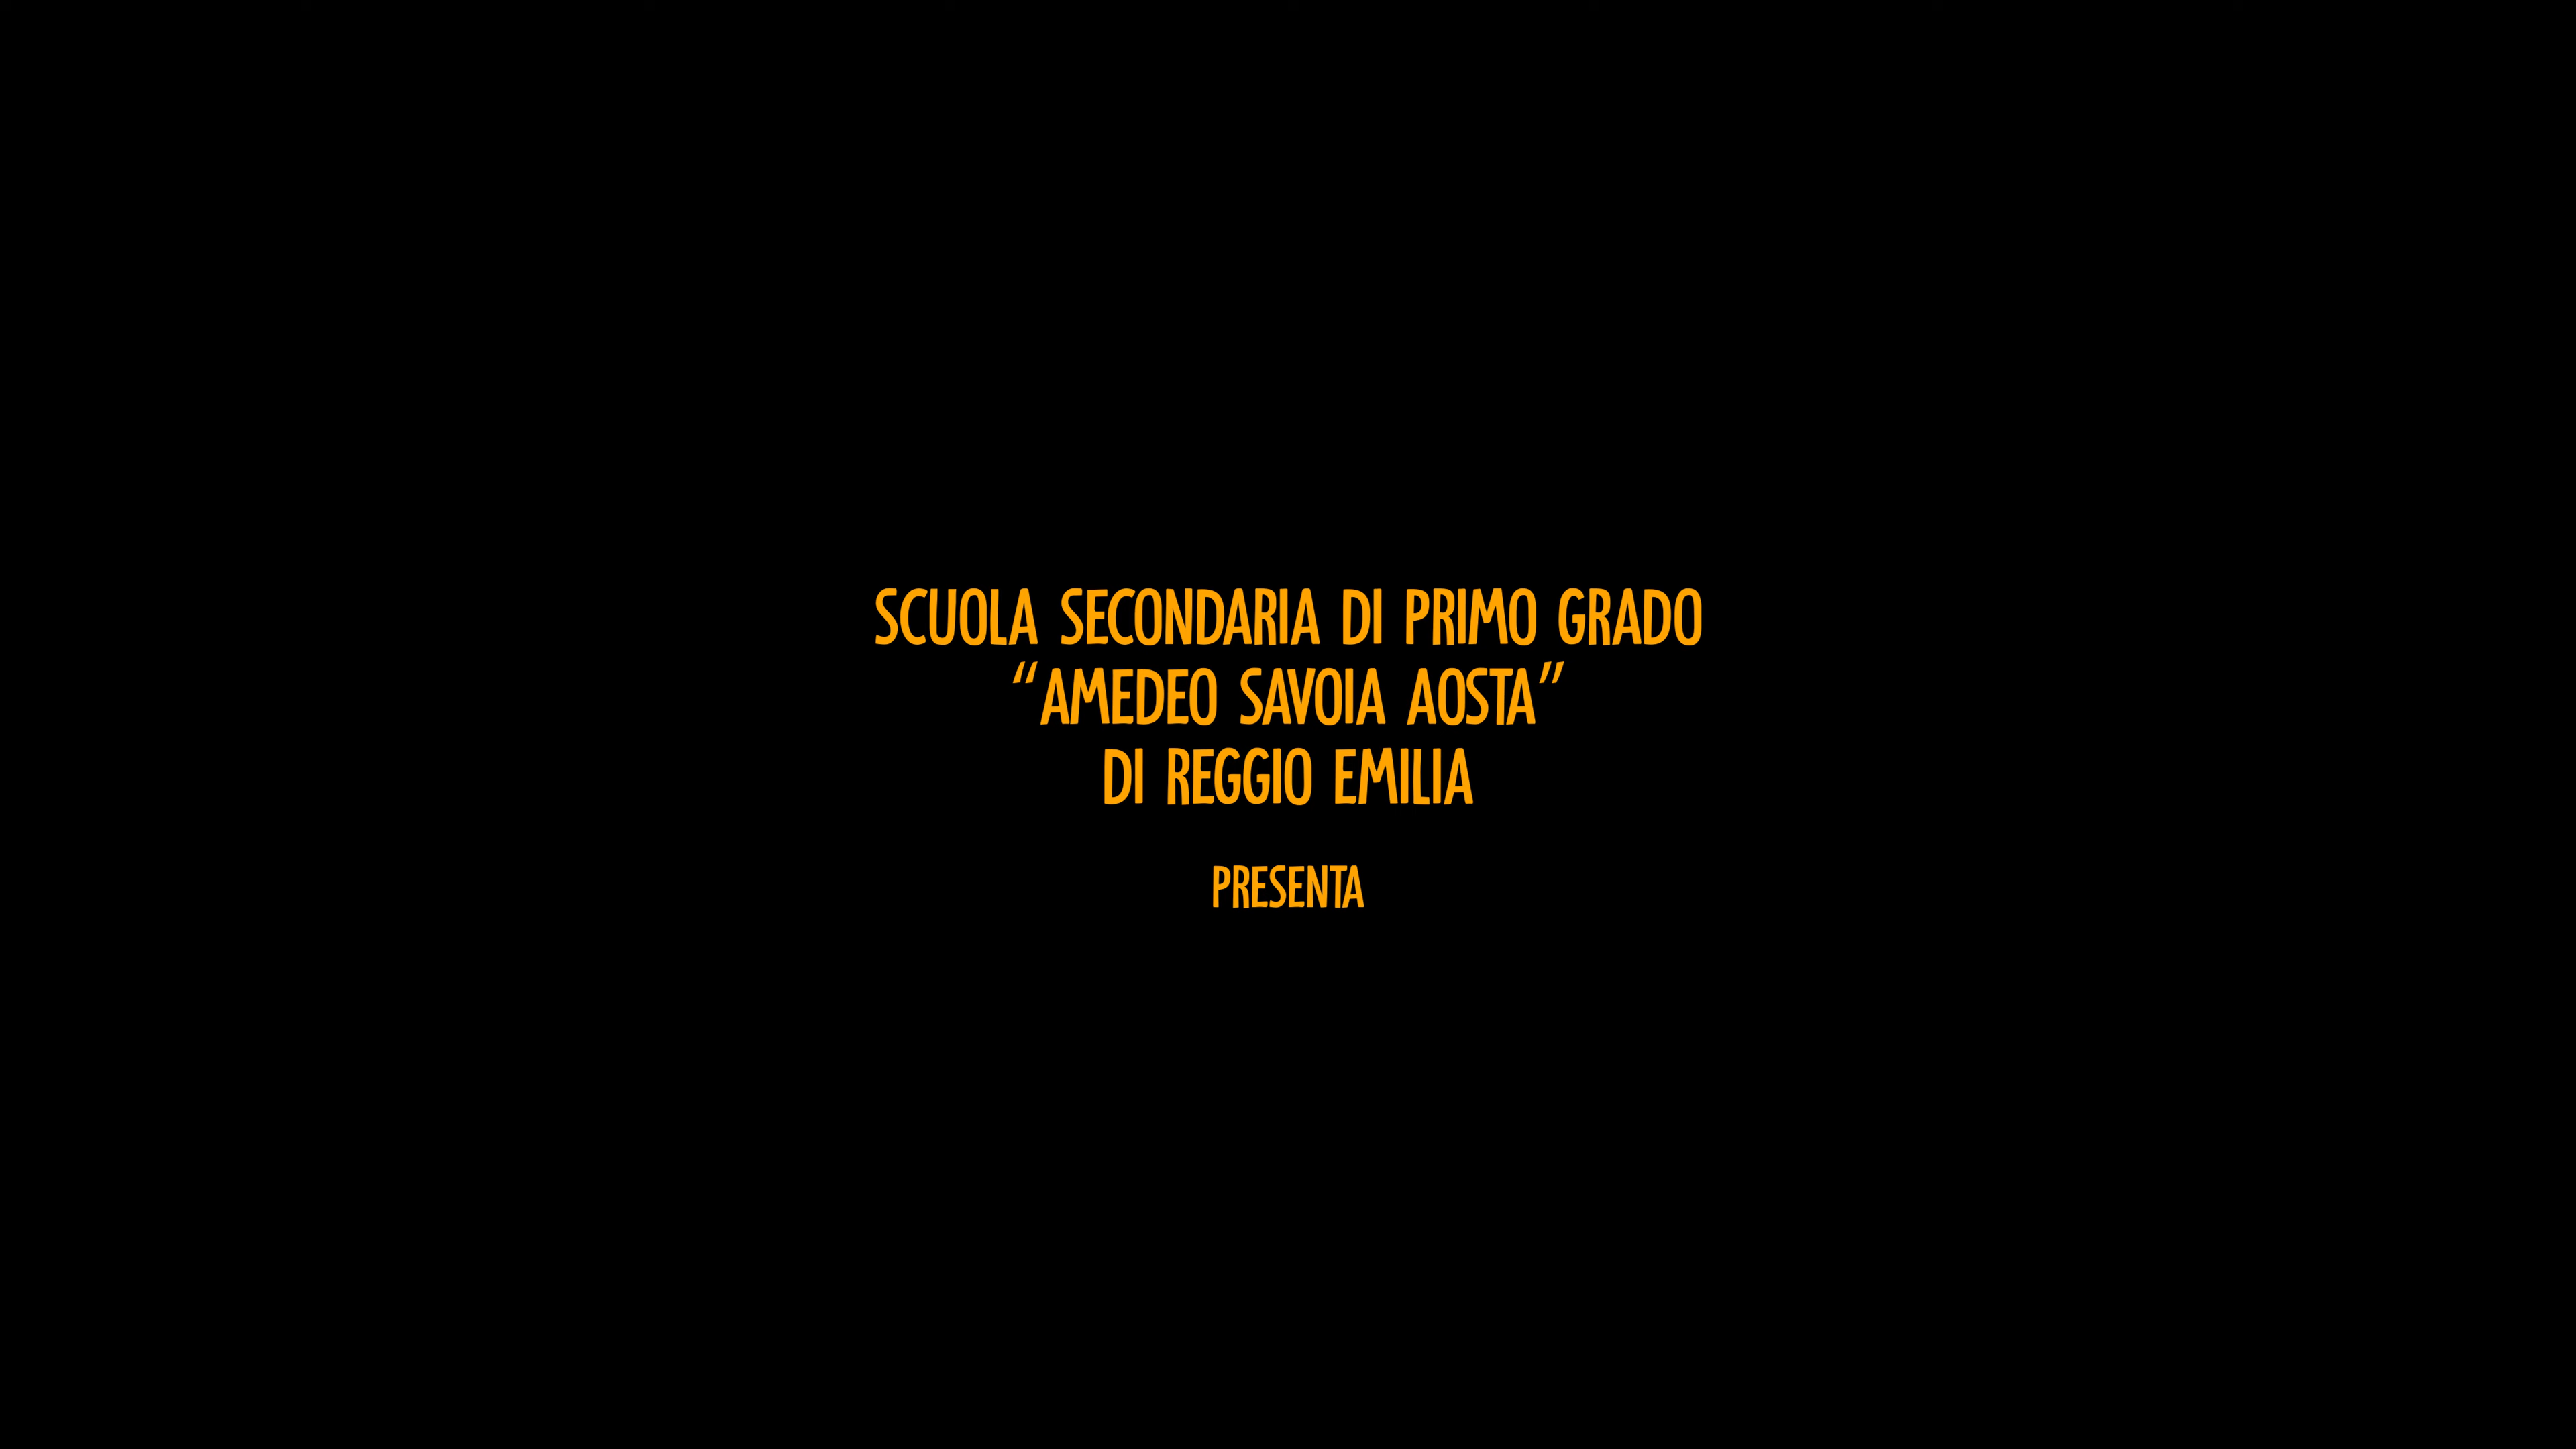 SCUOLA SECONDARIA DI PRIMO GRADO
“AMEDEO SAVOIA AOSTA”
DI REGGIO EMILIA
PRESENTA